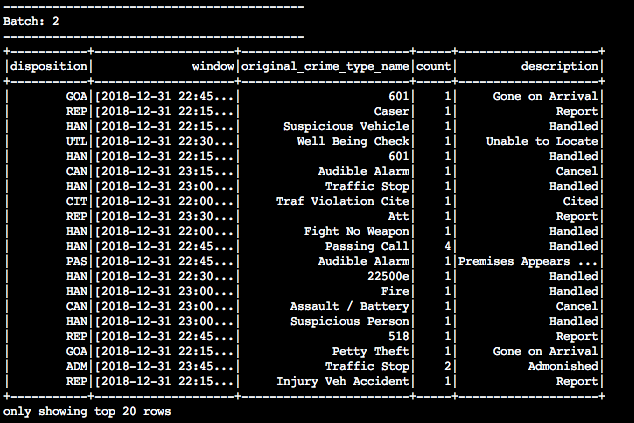 -------------------------------------------
Batch: 2
-------------------------------------------
+-----------+--------------------+------------------------+-----+--------------------+
|disposition|              window|original_crime_type_name|count|         description|
+-----------+--------------------+------------------------+-----+--------------------+
|        GOA|[2018-12-31 22:45...|                     601|    1|     Gone on Arrival|
|        REP|[2018-12-31 22:15...|                   Caser|    1|              Report|
|        HAN|[2018-12-31 22:15...|      Suspicious Vehicle|    1|             Handled|
|        UTL|[2018-12-31 22:30...|        Well Being Check|    1|    Unable to Locate|
|        HAN|[2018-12-31 22:15...|                     601|    1|             Handled|
|        CAN|[2018-12-31 23:15...|           Audible Alarm|    1|              Cancel|
|        HAN|[2018-12-31 23:00...|            Traffic Stop|    1|             Handled|
|        CIT|[2018-12-31 22:00...|     Traf Violation Cite|    1|               Cited|
|        REP|[2018-12-31 23:30...|                     Att|    1|              Report|
|        HAN|[2018-12-31 22:00...|         Fight No Weapon|    1|             Handled|
|        HAN|[2018-12-31 22:45...|            Passing Call|    4|             Handled|
|        PAS|[2018-12-31 22:45...|           Audible Alarm|    1|Premises Appears ...|
|        HAN|[2018-12-31 22:30...|                  22500e|    1|             Handled|
|        HAN|[2018-12-31 23:00...|                    Fire|    1|             Handled|
|        CAN|[2018-12-31 23:00...|       Assault / Battery|    1|              Cancel|
|        HAN|[2018-12-31 23:00...|       Suspicious Person|    1|             Handled|
|        REP|[2018-12-31 22:45...|                     518|    1|              Report|
|        GOA|[2018-12-31 22:15...|             Petty Theft|    1|     Gone on Arrival|
|        ADM|[2018-12-31 23:45...|            Traffic Stop|    2|          Admonished|
|        REP|[2018-12-31 22:15...|     Injury Veh Accident|    1|              Report|
+-----------+--------------------+------------------------+-----+--------------------+
only showing top 20 rows